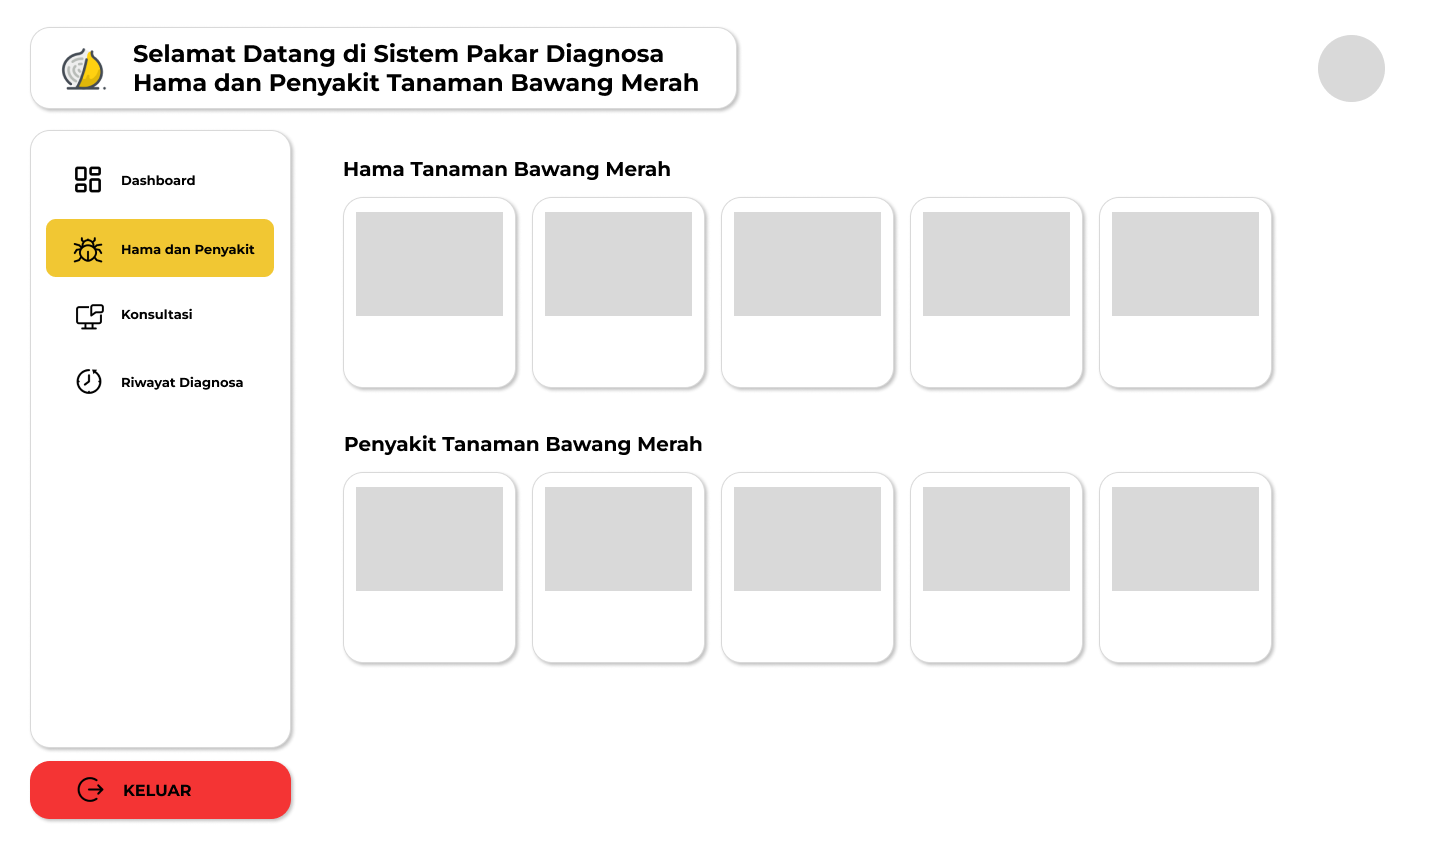 Selamat Datang di Sistem Pakar Diagnosa
Hama dan Penyakit Tanaman Bawang Merah
Dashboard
Hama dan Penyakit
Konsultasi
Riwayat Diagnosa
KELUAR
Hama Tanaman Bawang Merah
Penyakit Tanaman Bawang Merah